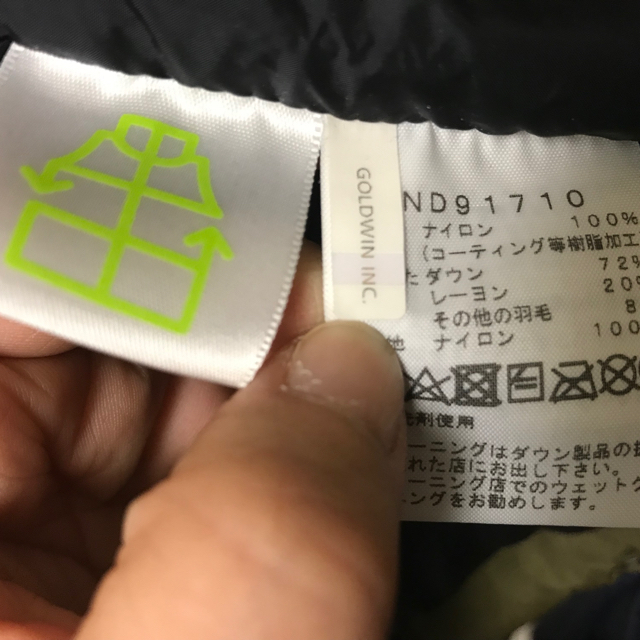 GOLDWIN INC.
ND91710
ナイロン 100%
(コーティング等樹脂加工
たダウン 72%
レーヨン 20%
その他の羽毛 8
ナイロン 100
洗剤使用
ーニングはダウン製品の
れた店にお出し下さい。
ーニング店でのウェットク
ングをお勧めします。